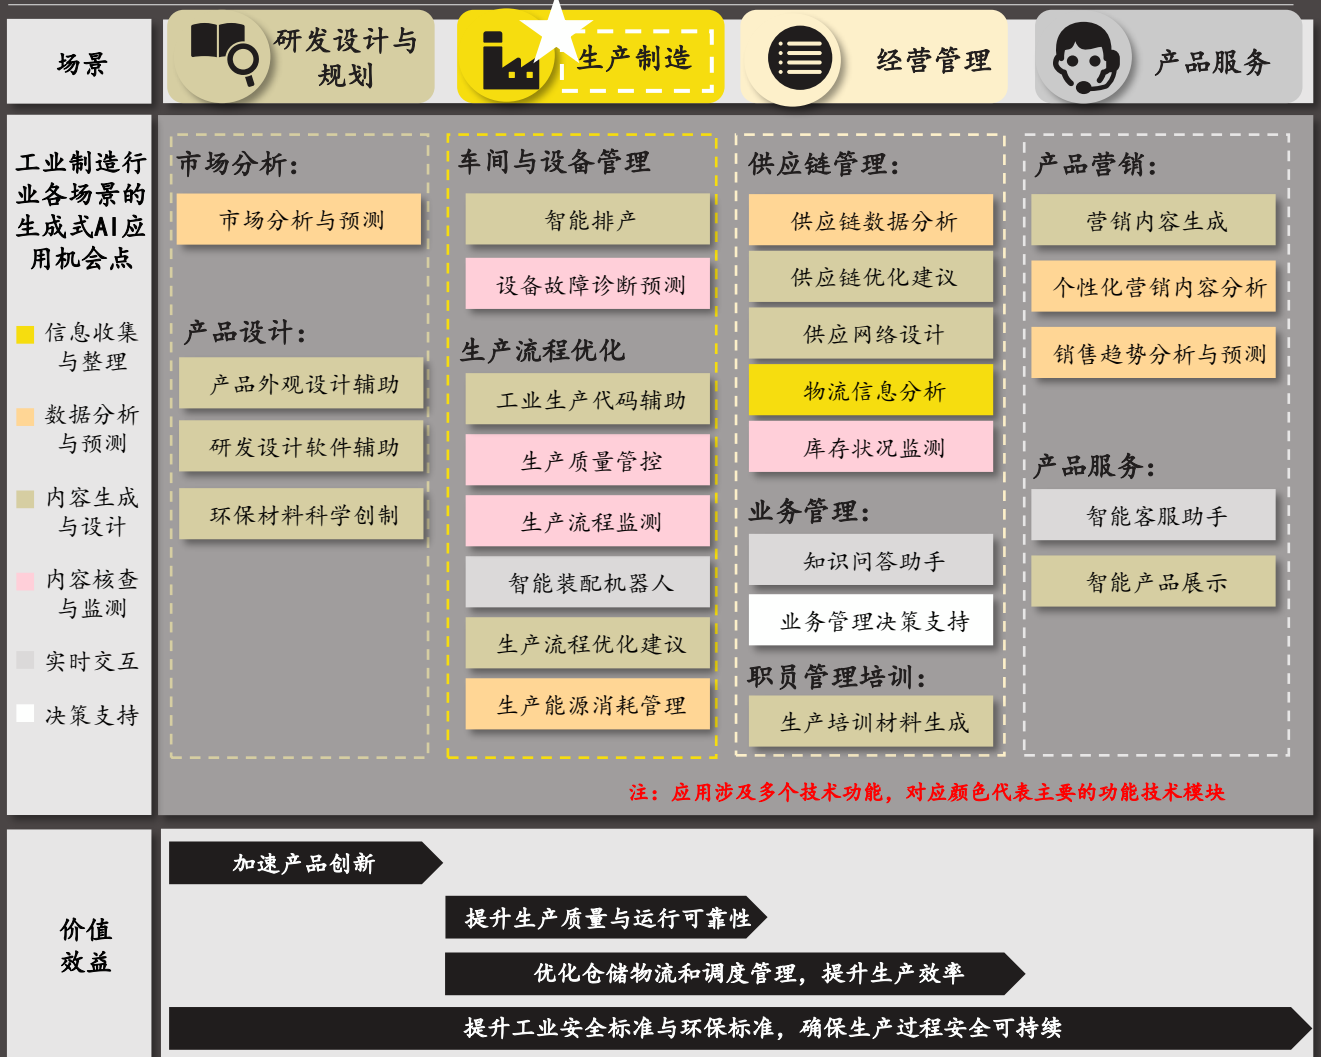 场景
研发设计与
规划
生产制造
经营管理
产品服务
工业制造行
业各场景的
生成式AI应
用机会点
信息收集
与整理
数据分析
与预测
内容生成
与设计
内容核查
与监测
实时交互
决策支持
市场分析：
市场分析与预测
产品设计：
产品外观设计辅助
研发设计软件辅助
环保材料科学创制
车间与设备管理
智能排产
设备故障诊断预测
生产流程优化
工业生产代码辅助
生产质量管控
生产流程监测
智能装配机器人
生产流程优化建议
生产能源消耗管理
供应链管理：
供应链数据分析
供应链优化建议
供应网络设计
物流信息分析
库存状况监测
业务管理：
知识问答助手
业务管理决策支持
职员管理培训：
生产培训材料生成
产品营销：
营销内容生成
个性化营销内容分析
销售趋势分析与预测
产品服务：
智能客服助手
智能产品展示
注：应用涉及多个技术功能，对应颜色代表主要的功能技术模块
价值
效益
加速产品创新
提升生产质量与运行可靠性
优化仓储物流和调度管理，提升生产效率
提升工业安全标准与环保标准，确保生产过程安全可持续